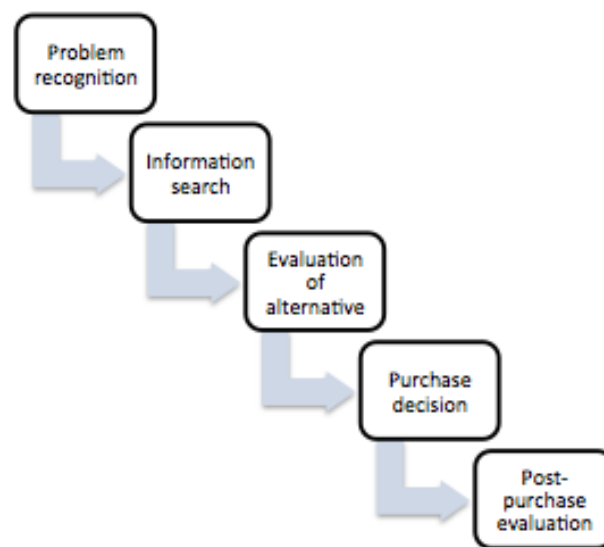 Problem
recognition
Information
search
Evaluation
of
alternative
Purchase
decision
Post-
purchase
evaluation